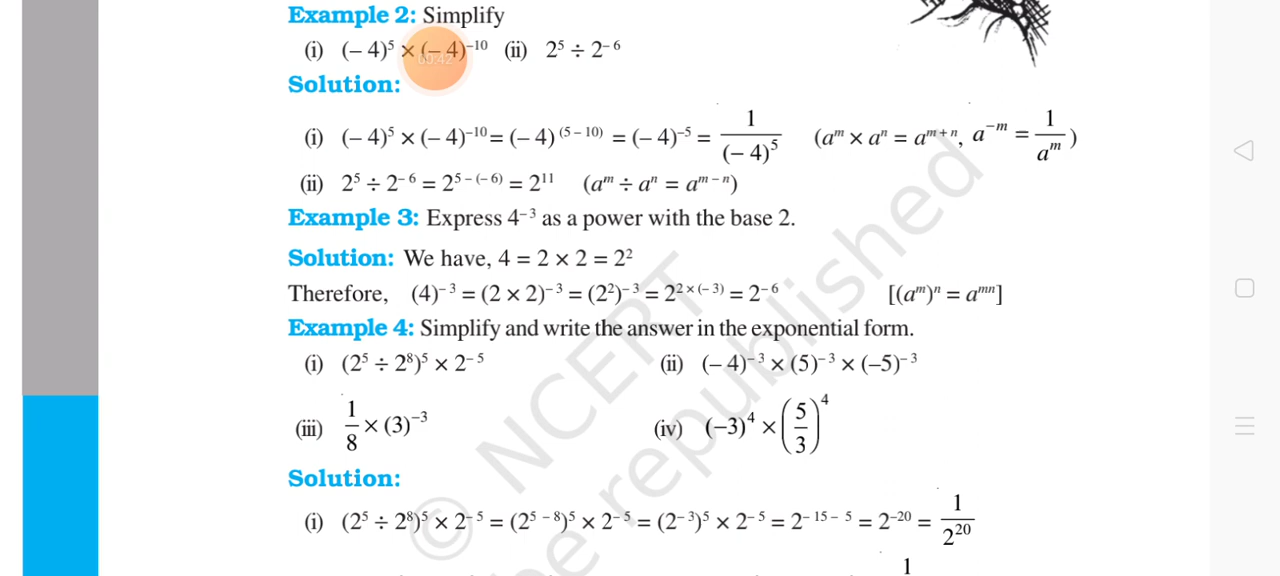 Example 2: Simplify
(i) (– 4)⁵ × (– 4)⁻¹⁰ (ii) 2⁵ ÷ 2⁻⁶
00:42
Solution:
(i) (– 4)⁵ × (– 4)⁻¹⁰ = (– 4)⁽⁵ ⁻ ¹⁰⁾ = (– 4)⁻⁵ = 1/(– 4)⁵ (aᵐ × aⁿ = aᵐ⁺ⁿ, a⁻ᵐ = 1/aᵐ)
(ii) 2⁵ ÷ 2⁻⁶ = 2⁵ ⁻ ⁽⁻⁶⁾ = 2¹¹ (aᵐ ÷ aⁿ = aᵐ⁻ⁿ)
Example 3: Express 4⁻³ as a power with the base 2.
Solution: We have, 4 = 2 × 2 = 2²
Therefore, (4)⁻³ = (2 × 2)⁻³ = (2²)⁻³ = 2^(2 × (– 3)) = 2⁻⁶ [(aᵐ)ⁿ = aᵐⁿ]
Example 4: Simplify and write the answer in the exponential form.
(i) (2⁵ ÷ 2⁸)⁵ × 2⁻⁵ (ii) (– 4)⁻³ × (5)⁻³ × (–5)⁻³
(iii) 1/8 × (3)⁻³ (iv) (–3)⁴ × (5/3)⁴
Solution:
(i) (2⁵ ÷ 2⁸)⁵ × 2⁻⁵ = (2⁵ ⁻ ⁸)⁵ × 2⁻⁵ = (2⁻³)⁵ × 2⁻⁵ = 2⁻¹⁵ ⁻ ⁵ = 2⁻²⁰ = 1/2²⁰
1
© NCERT
be republished